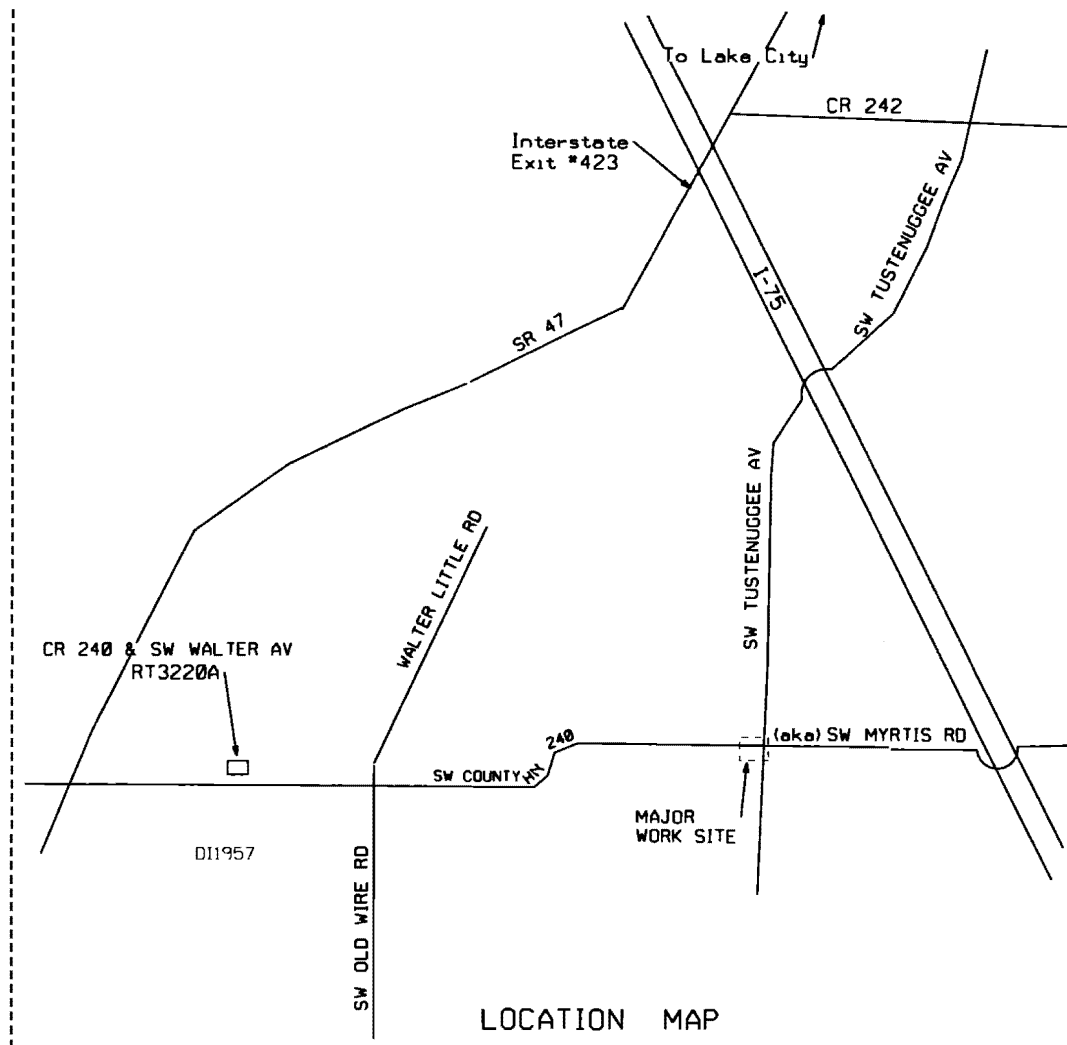 To Lake City
CR 242
Interstate
Exit #423
SW TUSTENUGGEE AV
I-75
SR 47
WALTER LITTLE RD
SW TUSTENUGGEE AV
CR 240 & SW WALTER AV
RT3220A
SW COUNTY HW 240
(aka) SW MYRTIS RD
MAJOR
WORK SITE
DI1957
SW OLD WIRE RD
LOCATION MAP